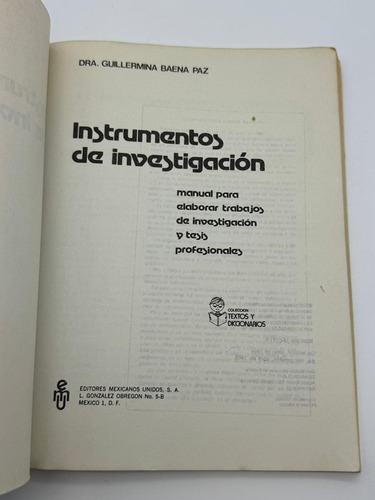 DRA. GUILLERMINA BAENA PAZ
Instrumentos
de investigación
manual para
elaborar trabajos
de investigación
y tesis
profesionales
COLECCION
TEXTOS Y
DICCIONARIOS
emu
EDITORES MEXICANOS UNIDOS, S. A.
L. GONZALEZ OBREGON No. 5-B
MEXICO 1, D. F.